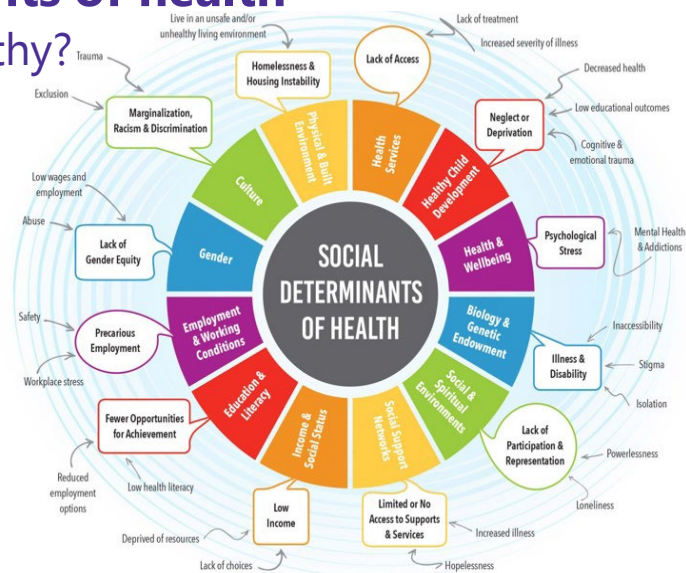 nts of health
thy?
SOCIAL
DETERMINANTS
OF HEALTH
Health
Services
Lack of Access
Lack of treatment
Increased severity of illness
Healthy Child
Development
Neglect or
Deprivation
Decreased health
Low educational outcomes
Cognitive &
emotional trauma
Health &
Wellbeing
Psychological
Stress
Mental Health
& Addictions
Biology &
Genetic
Endowment
Illness &
Disability
Inaccessibility
Stigma
Isolation
Social &
Spiritual
Environments
Lack of
Participation &
Representation
Powerlessness
Loneliness
Social Support
Networks
Limited or No
Access to Supports
& Services
Increased illness
Hopelessness
Income &
Social Status
Low
Income
Deprived of resources
Lack of choices
Education &
Literacy
Fewer Opportunities
for Achievement
Reduced
employment
options
Low health literacy
Employment
& Working
Conditions
Precarious
Employment
Safety
Workplace stress
Gender
Lack of
Gender Equity
Low wages and
employment
Abuse
Culture
Marginalization,
Racism & Discrimination
Trauma
Exclusion
Physical & Built
Environment
Homelessness &
Housing Instability
Live in an unsafe and/or
unhealthy living environment